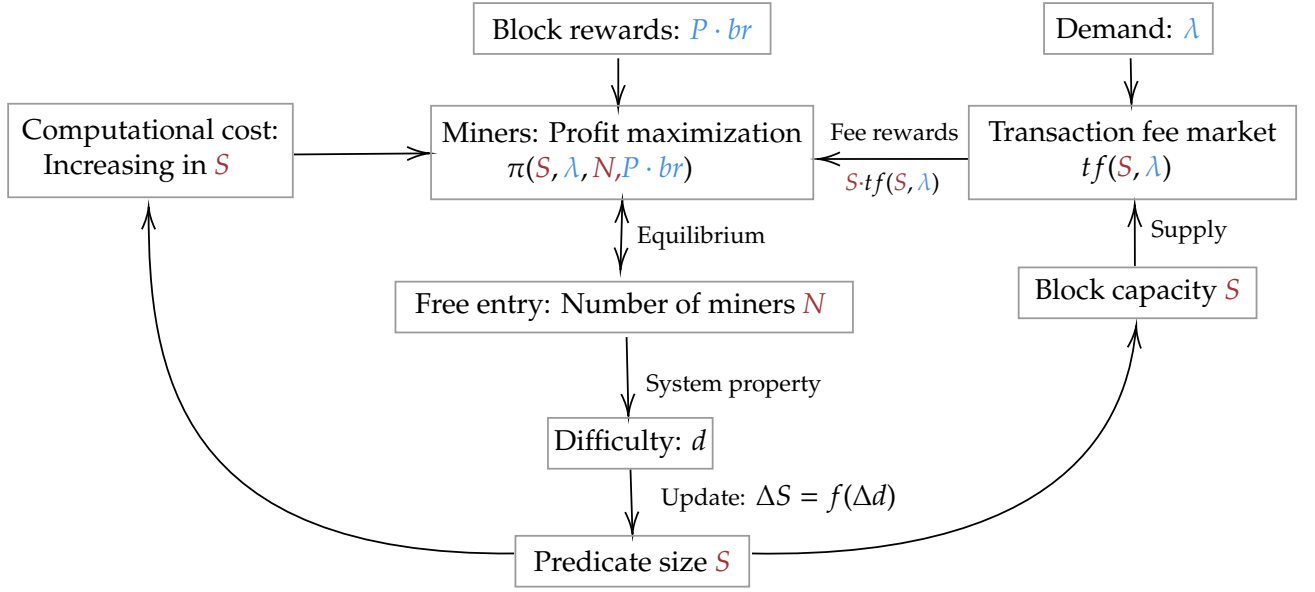 Block rewards: P · br
Demand: λ
Computational cost:
Increasing in S
Miners: Profit maximization
π(S, λ, N,P · br)
Fee rewards
S·tf(S, λ)
Transaction fee market
tf(S, λ)
Equilibrium
Supply
Free entry: Number of miners N
Block capacity S
System property
Difficulty: d
Update: ΔS = f(Δd)
Predicate size S